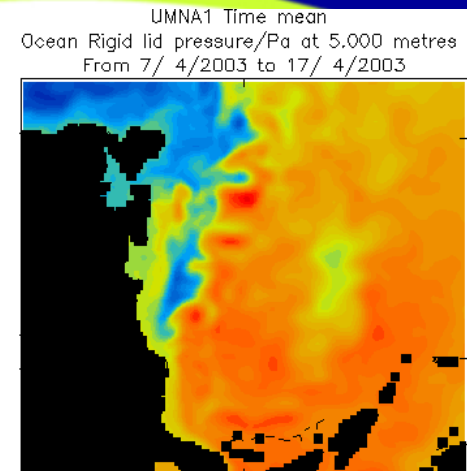 UMNA1 Time mean
Ocean Rigid lid pressure/Pa at 5.000 metres
From 7/ 4/2003 to 17/ 4/2003